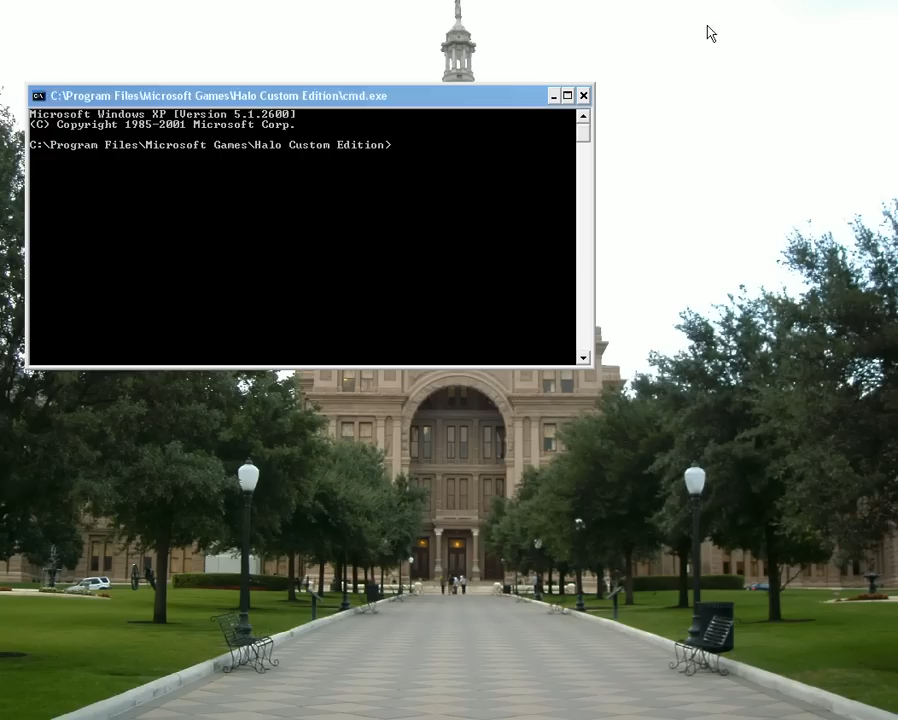 C:\Program Files\Microsoft Games\Halo Custom Edition\cmd.exe
Microsoft Windows XP [Version 5.1.2600]
(C) Copyright 1985-2001 Microsoft Corp.
C:\Program Files\Microsoft Games\Halo Custom Edition>